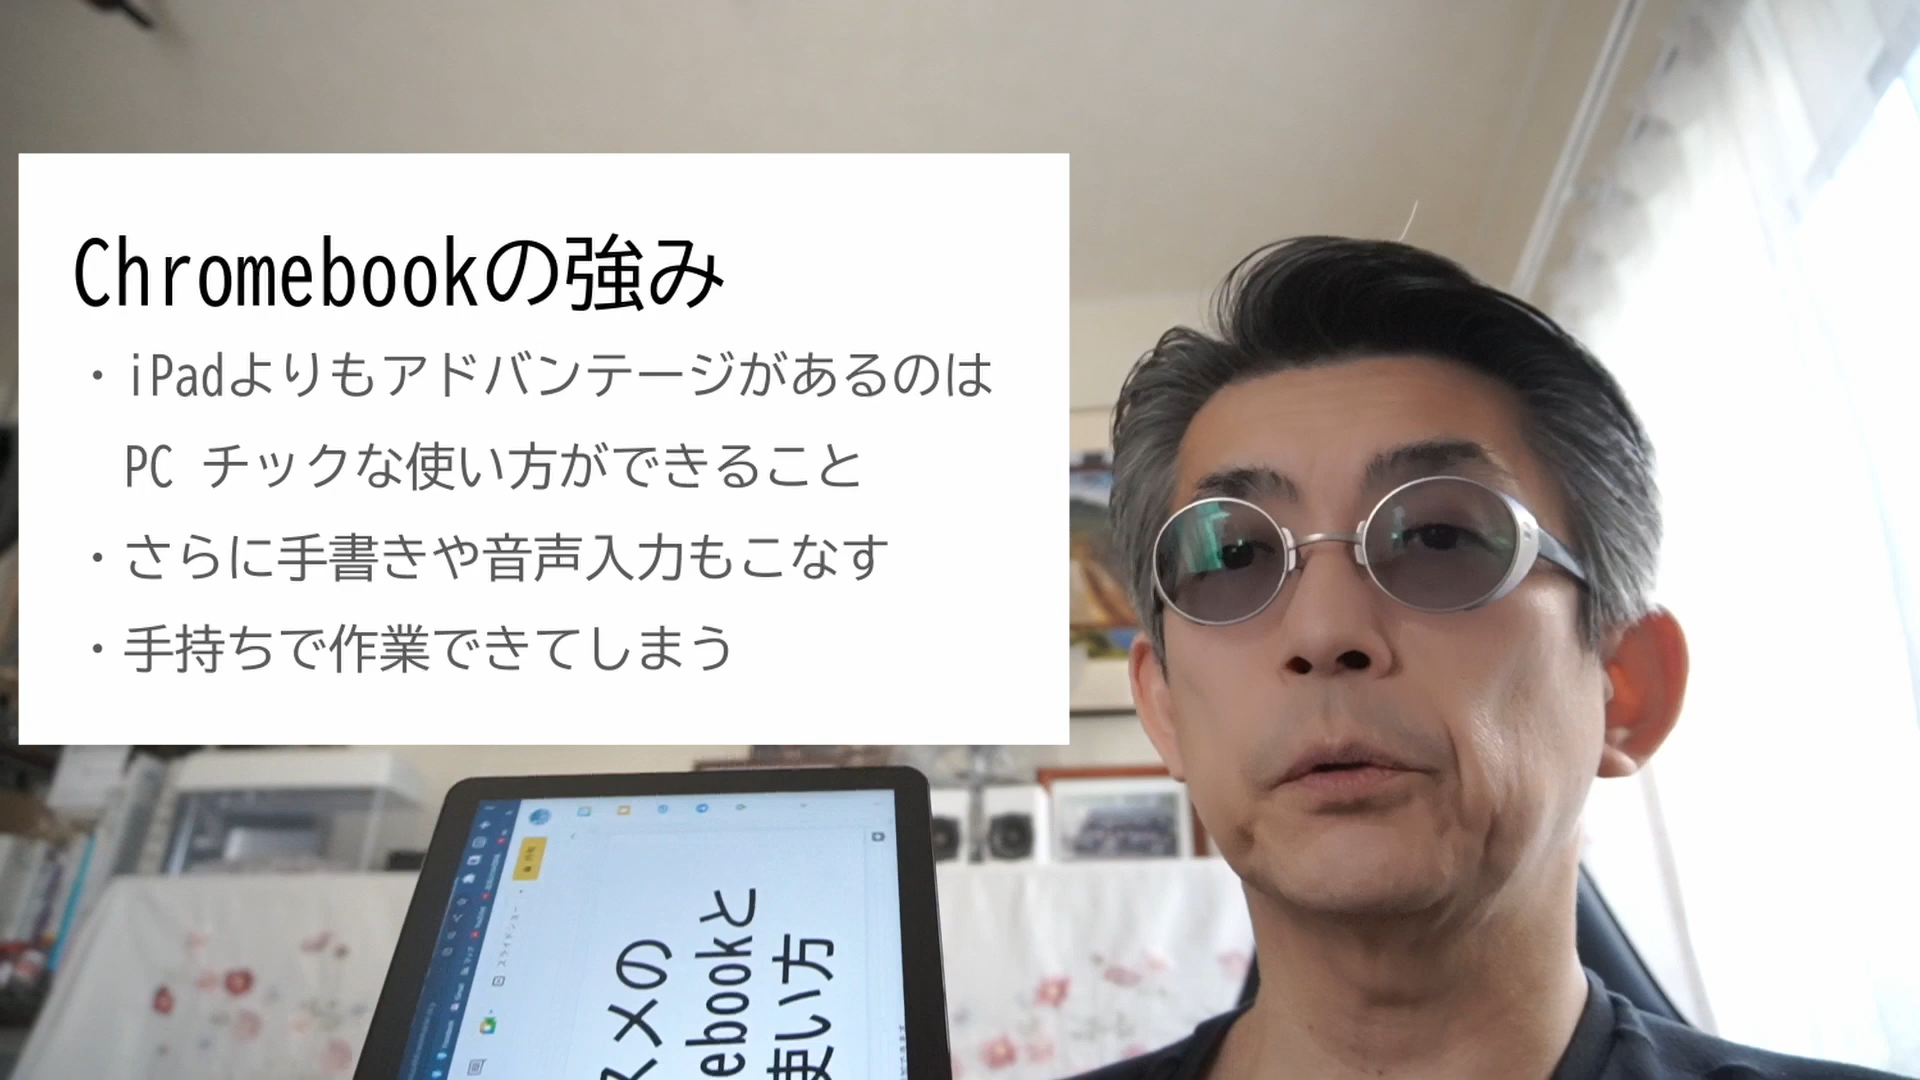 Chromebookの強み
・iPadよりもアドバンテージがあるのは
PC チックな使い方ができること
・さらに手書きや音声入力もこなす
・手持ちで作業できてしまう
スメのebookと
使い方